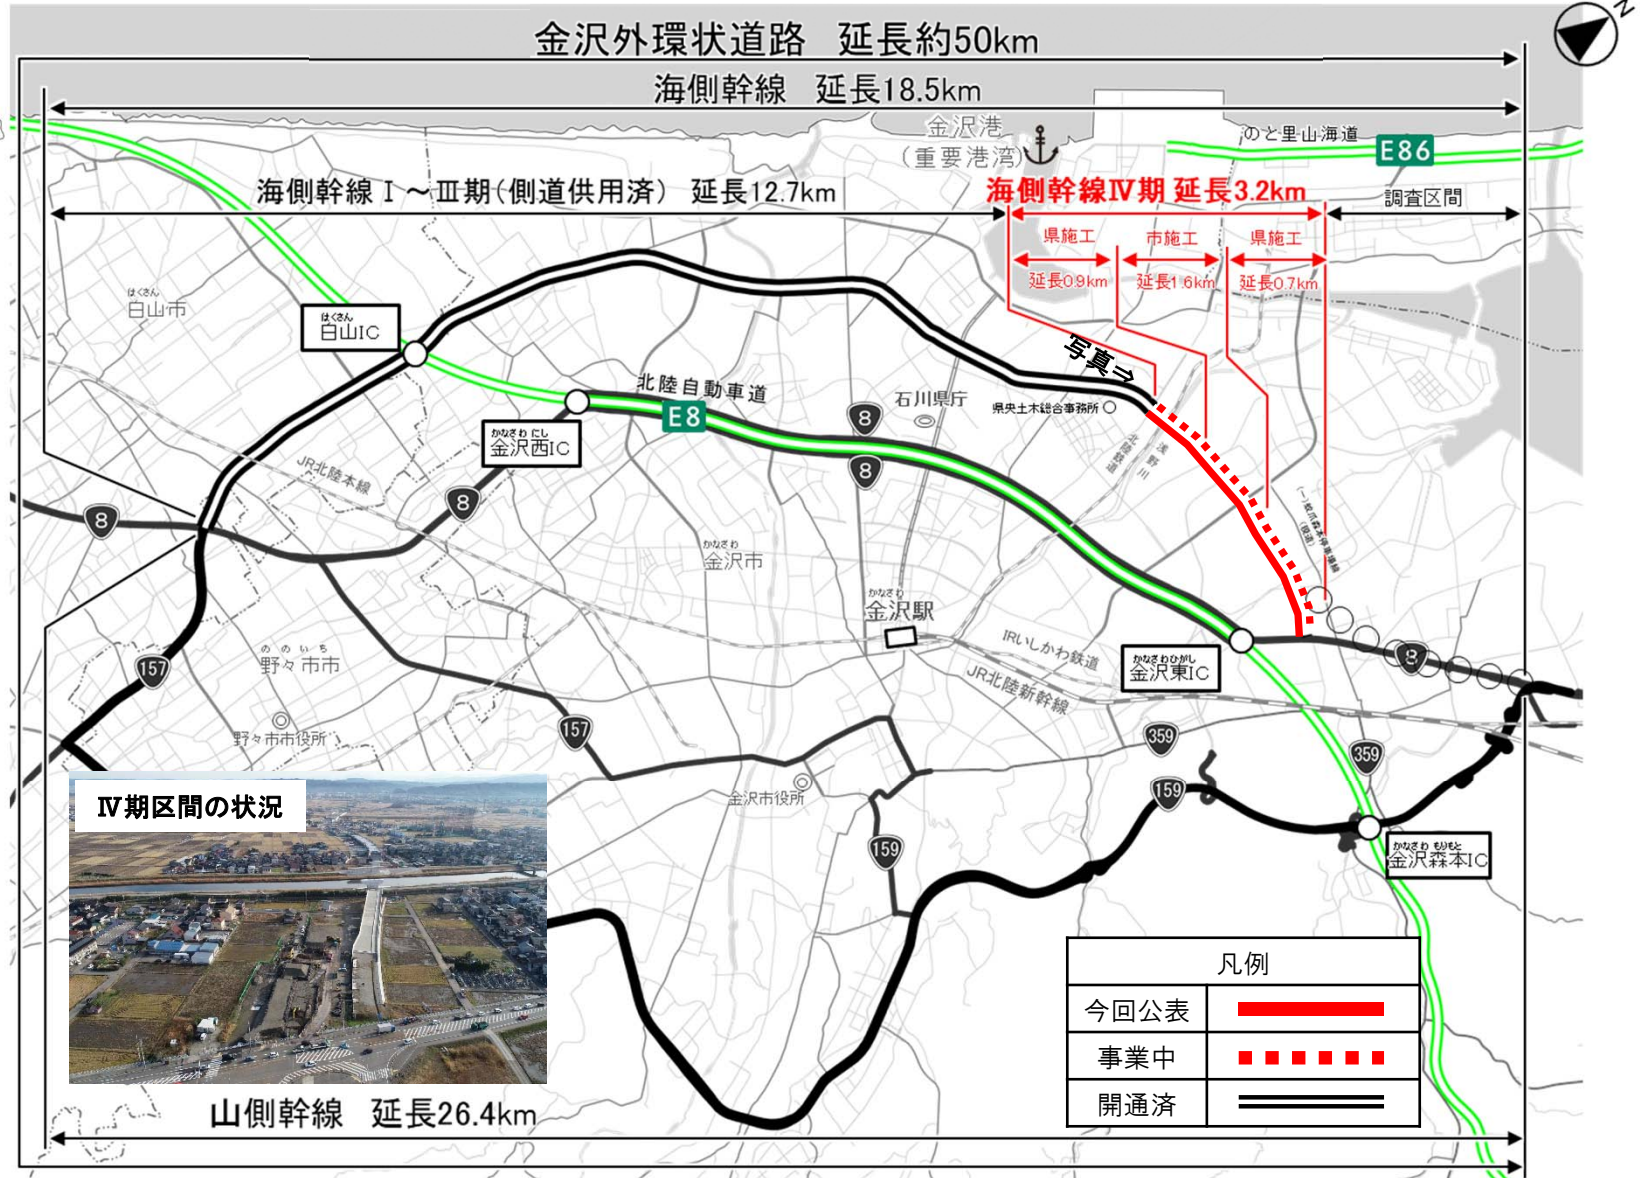 金沢外環状道路 延長約50km
海側幹線 延長18.5km
金沢港
(重要港湾)
のと里山海道
E86
海側幹線Ⅰ～Ⅲ期(側道供用済) 延長12.7km
海側幹線Ⅳ期 延長3.2km
調査区間
県施工
市施工
県施工
延長0.9km
延長1.6km
延長0.7km
はくさん
白山市
はくさん
白山IC
写真⇒
北陸自動車道
E8
石川県庁
県央土木総合事務所
8
8
かなざわ にし
金沢西IC
浅野川
北陸鉄道
JR北陸本線
8
8
かなざわ
金沢市
かなざわ
金沢駅
IRいしかわ鉄道
JR北陸新幹線
かなざわひがし
金沢東IC
8
157
ののいち
野々市市
野々市市役所
157
359
359
159
金沢市役所
159
かなざわ もりもと
金沢森本IC
Ⅳ期区間の状況
凡例
今回公表
事業中
開通済
山側幹線 延長26.4km